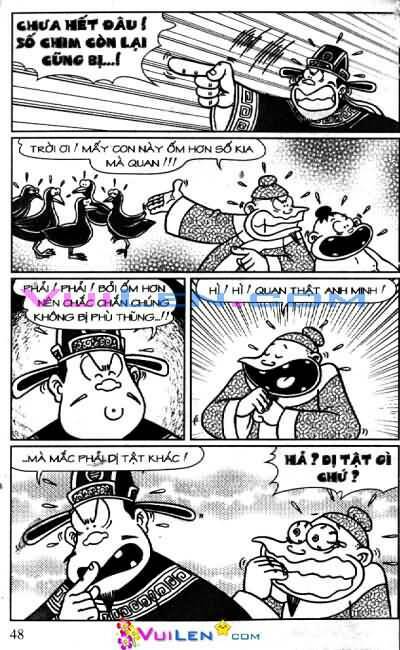 CHƯA HẾT ĐÂU!
SỐ CHIM CÒN LẠI
CŨNG BỊ...!
TRỜI ƠI! MẤY CON NÀY ỐM HƠN SỐ KIA
MÀ QUAN!!!
PHẢI! PHẢI! BỞI ỐM HƠN
NÊN CHẮC CHẮN CHÚNG
KHÔNG BỊ PHÙ THŨNG...!!
HÌ! HÌ! QUAN THẬT ANH MINH!
VUILEN.COM
...MÀ MẮC PHẢI DỊ TẬT KHÁC!
HẢ? DỊ TẬT GÌ
CHỨ?
48
VUILEN.COM